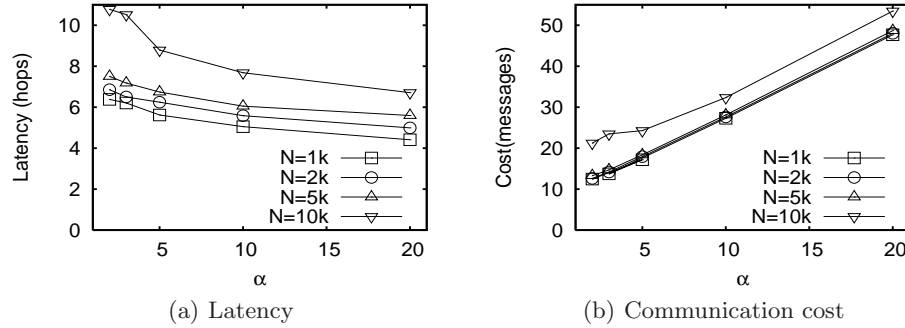 Latency (hops)
10
8
6
4
2
0
5
10
15
20
α
N=1k
N=2k
N=5k
N=10k
(a) Latency
Cost(messages)
50
40
30
20
10
0
5
10
15
20
α
N=1k
N=2k
N=5k
N=10k
(b) Communication cost